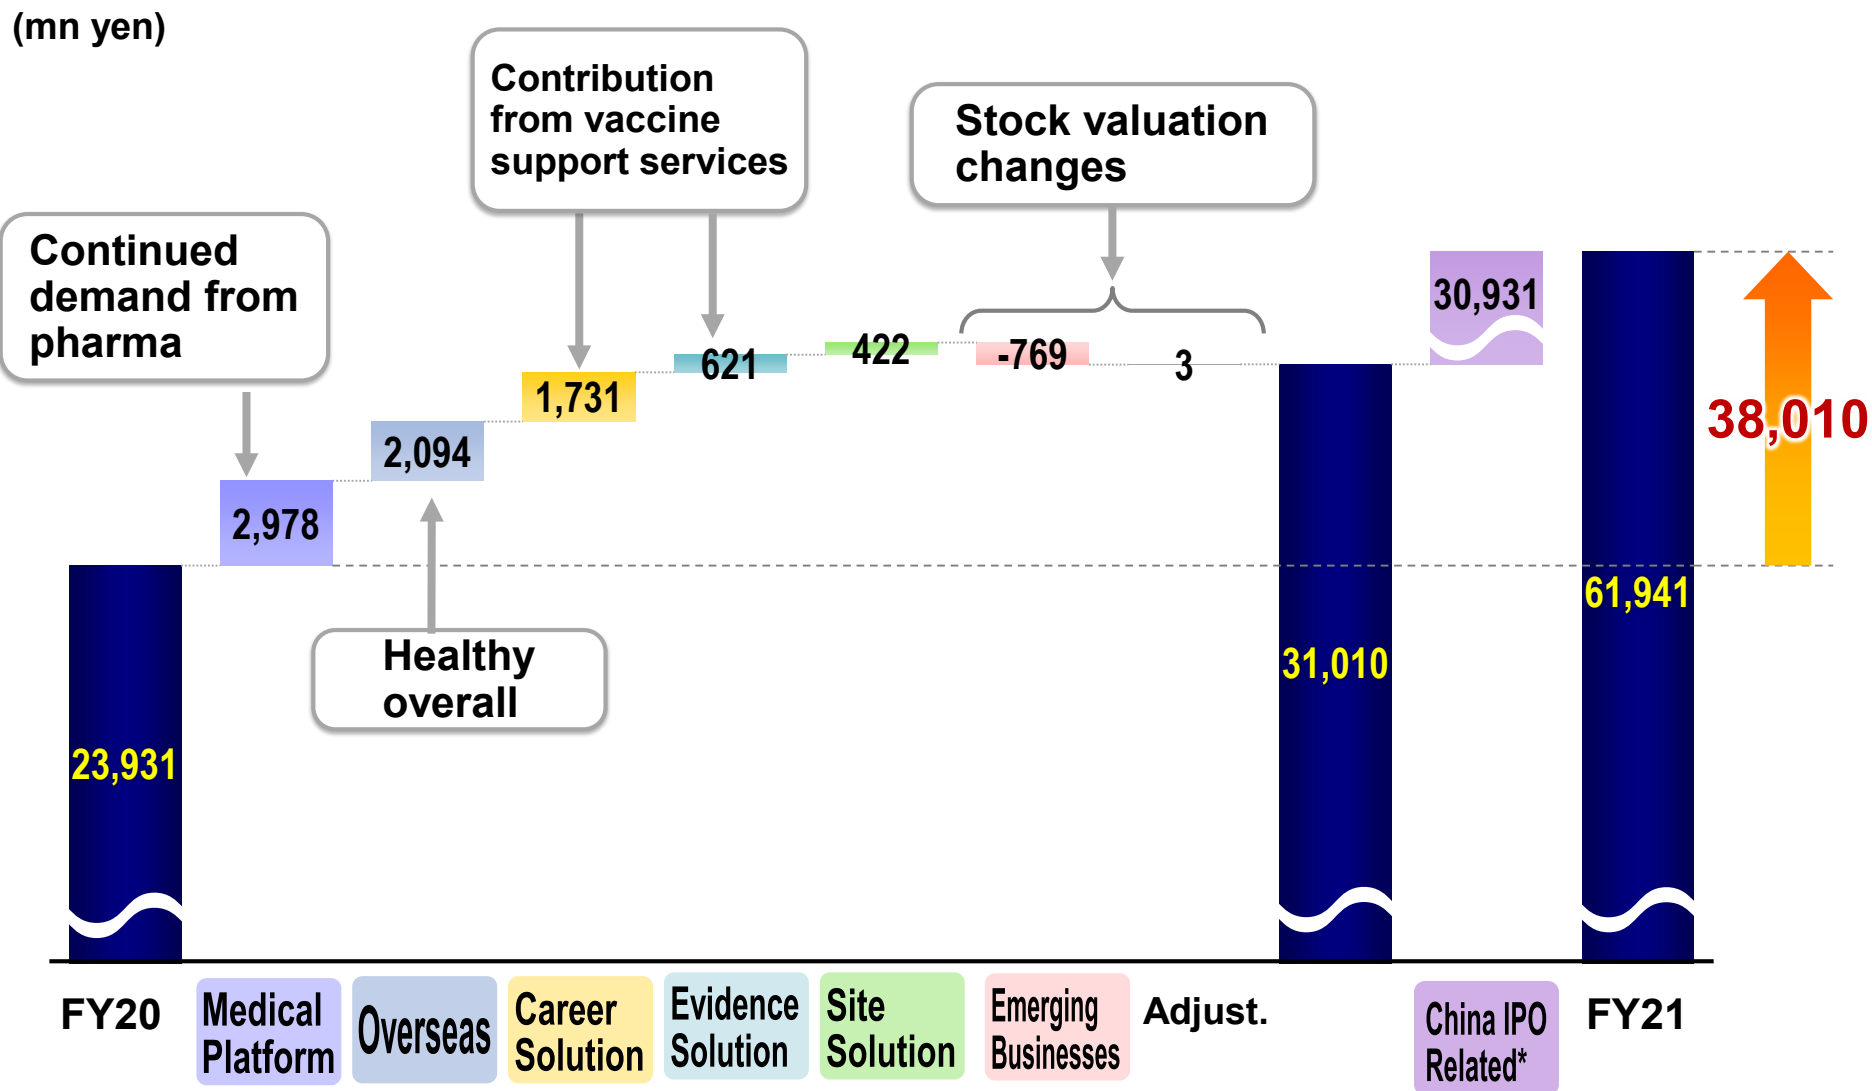 (mn yen)
Contribution
from vaccine
support services
Stock valuation
changes
Continued
demand from
pharma
30,931
422
-769
3
621
1,731
38,010
2,094
2,978
61,941
Healthy
overall
31,010
23,931
FY20
Medical
Platform
Overseas
Career
Solution
Evidence
Solution
Site
Solution
Emerging
Businesses
Adjust.
China IPO
Related*
FY21